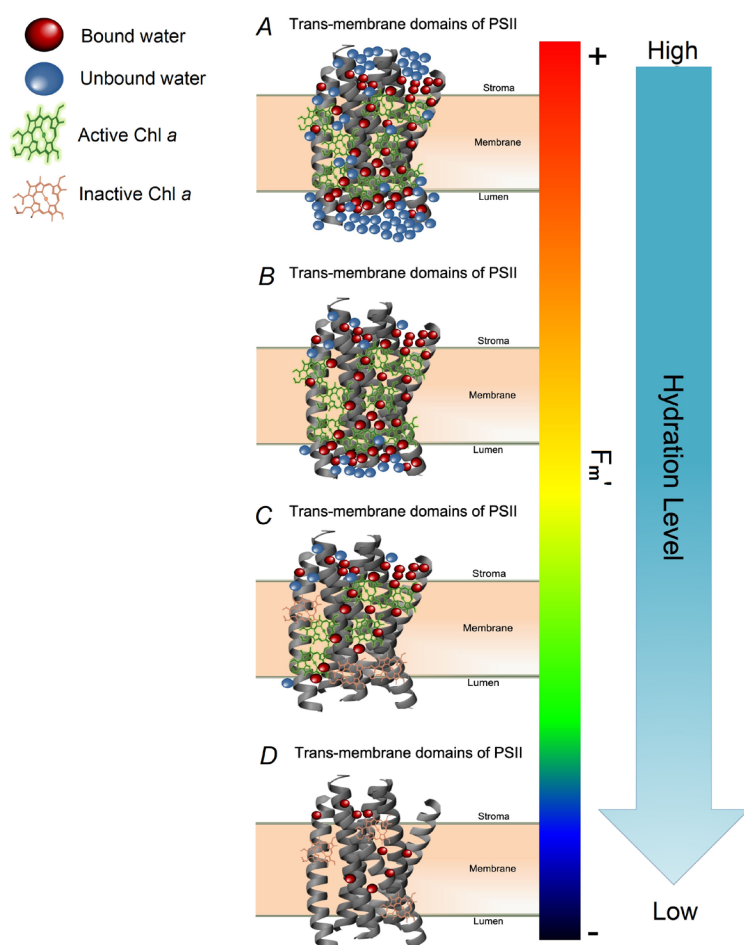 Bound water
Unbound water
Active Chl a
Inactive Chl a
A Trans-membrane domains of PSII
Stroma
Membrane
Lumen
B Trans-membrane domains of PSII
Stroma
Membrane
Lumen
C Trans-membrane domains of PSII
Stroma
Membrane
Lumen
D Trans-membrane domains of PSII
Stroma
Membrane
Lumen
+
Fm'
-
High
Hydration Level
Low